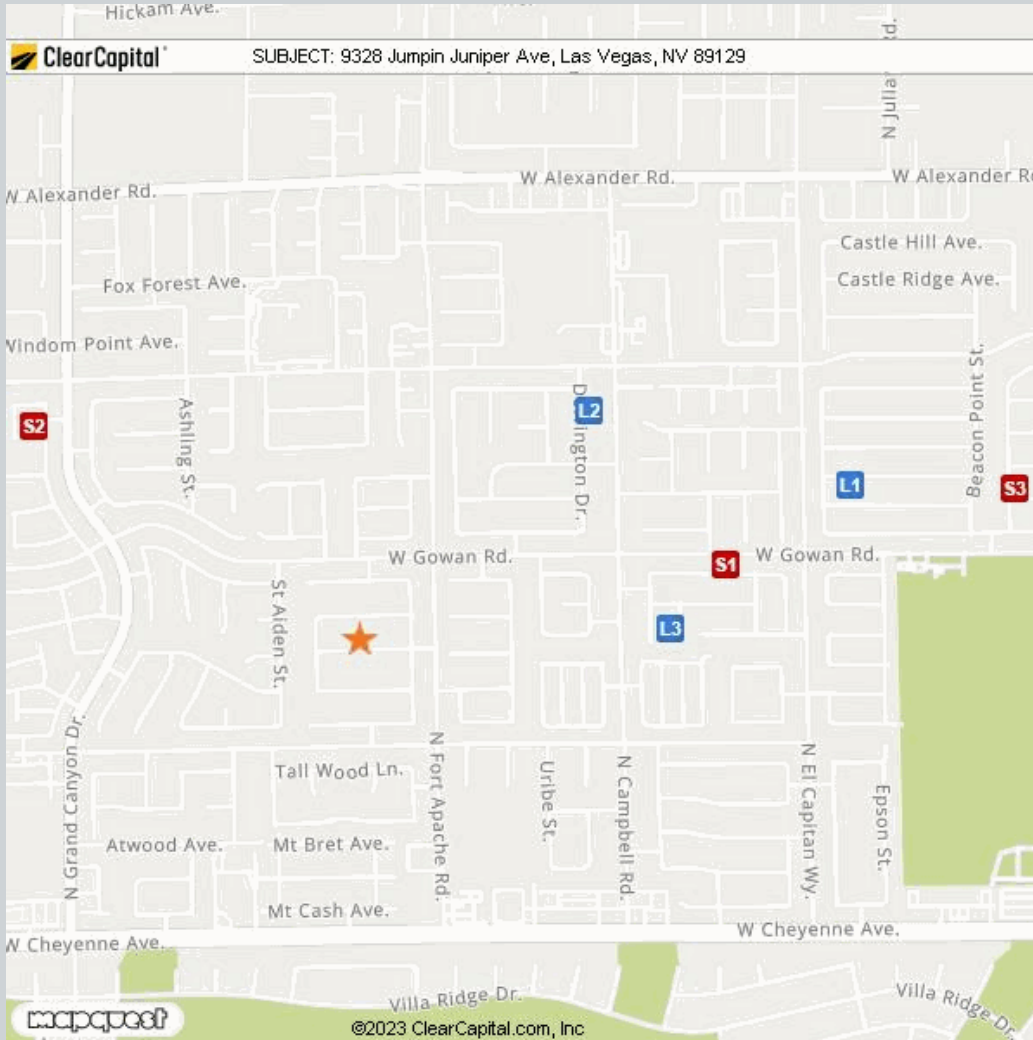 Hickam Ave.
ClearCapital
SUBJECT: 9328 Jumpin Juniper Ave, Las Vegas, NV 89129
W Alexander Rd.
W Alexander Rd.
W Alexander Rd
Castle Hill Ave.
Fox Forest Ave.
Castle Ridge Ave.
Windom Point Ave.
Beacon Point St.
Ashling St.
L2
S2
ington Dr.
L1
S3
W Gowan Rd.
W Gowan Rd.
S1
St Aiden St.
L3
N Grand Canyon Dr.
N Fort Apache Rd.
Tall Wood Ln.
Uribe St.
N Campbell Rd.
N El Capitan Wy.
Epson St.
Atwood Ave.
Mt Bret Ave.
Mt Cash Ave.
W Cheyenne Ave.
W Cheyenne Ave.
Villa Ridge Dr.
Villa Ridge Dr.
mapquest
©2023 ClearCapital.com, Inc